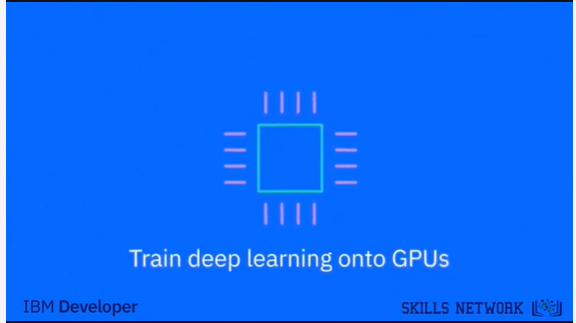 Train deep learning onto GPUs
IBM Developer
SKILLS NETWORK